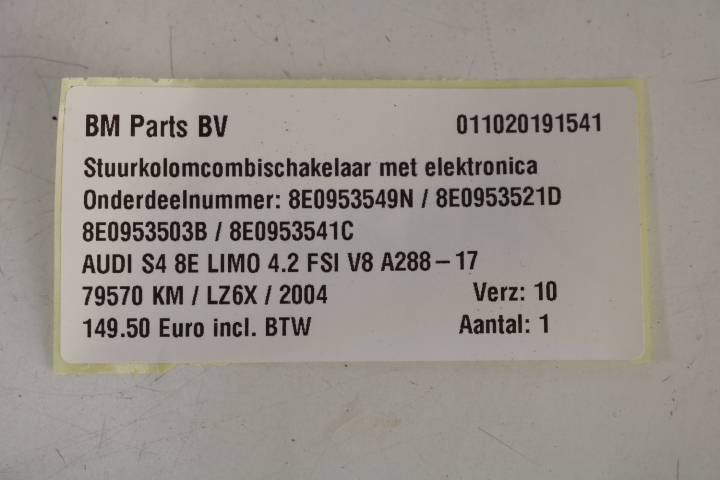 BM Parts BV 011020191541
Stuurkolomcombischakelaar met elektronica
Onderdeelnummer: 8E0953549N / 8E0953521D
8E0953503B / 8E0953541C
AUDI S4 8E LIMO 4.2 FSI V8 A288-17
79570 KM / LZ6X / 2004 Verz: 10
149.50 Euro incl. BTW Aantal: 1